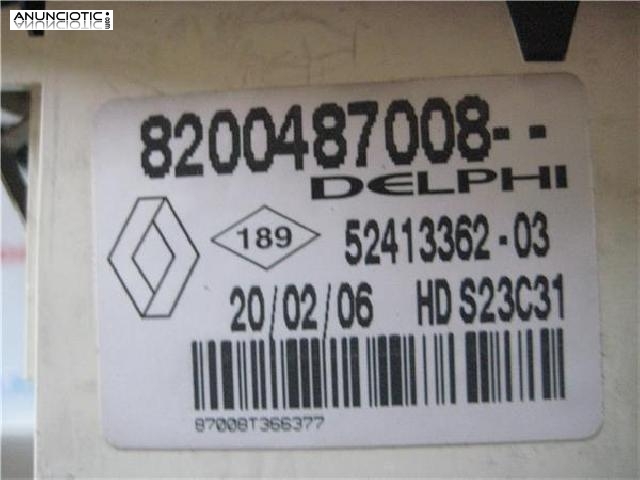 ANUNCIOTIC.COM
8200487008--
DELPHI
189 52413362-03
20/02/06 HD S23C31
87008T366377